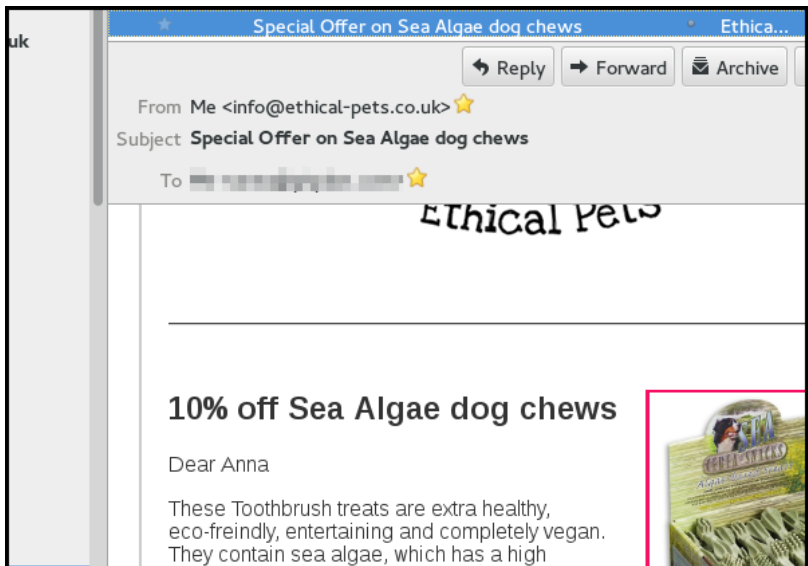 uk
Special Offer on Sea Algae dog chews Ethica...
Reply Forward Archive
From Me <info@ethical-pets.co.uk>
Subject Special Offer on Sea Algae dog chews
To
Ethical Pets
10% off Sea Algae dog chews
Dear Anna
These Toothbrush treats are extra healthy,
eco-freindly, entertaining and completely vegan.
They contain sea algae, which has a high
SEA